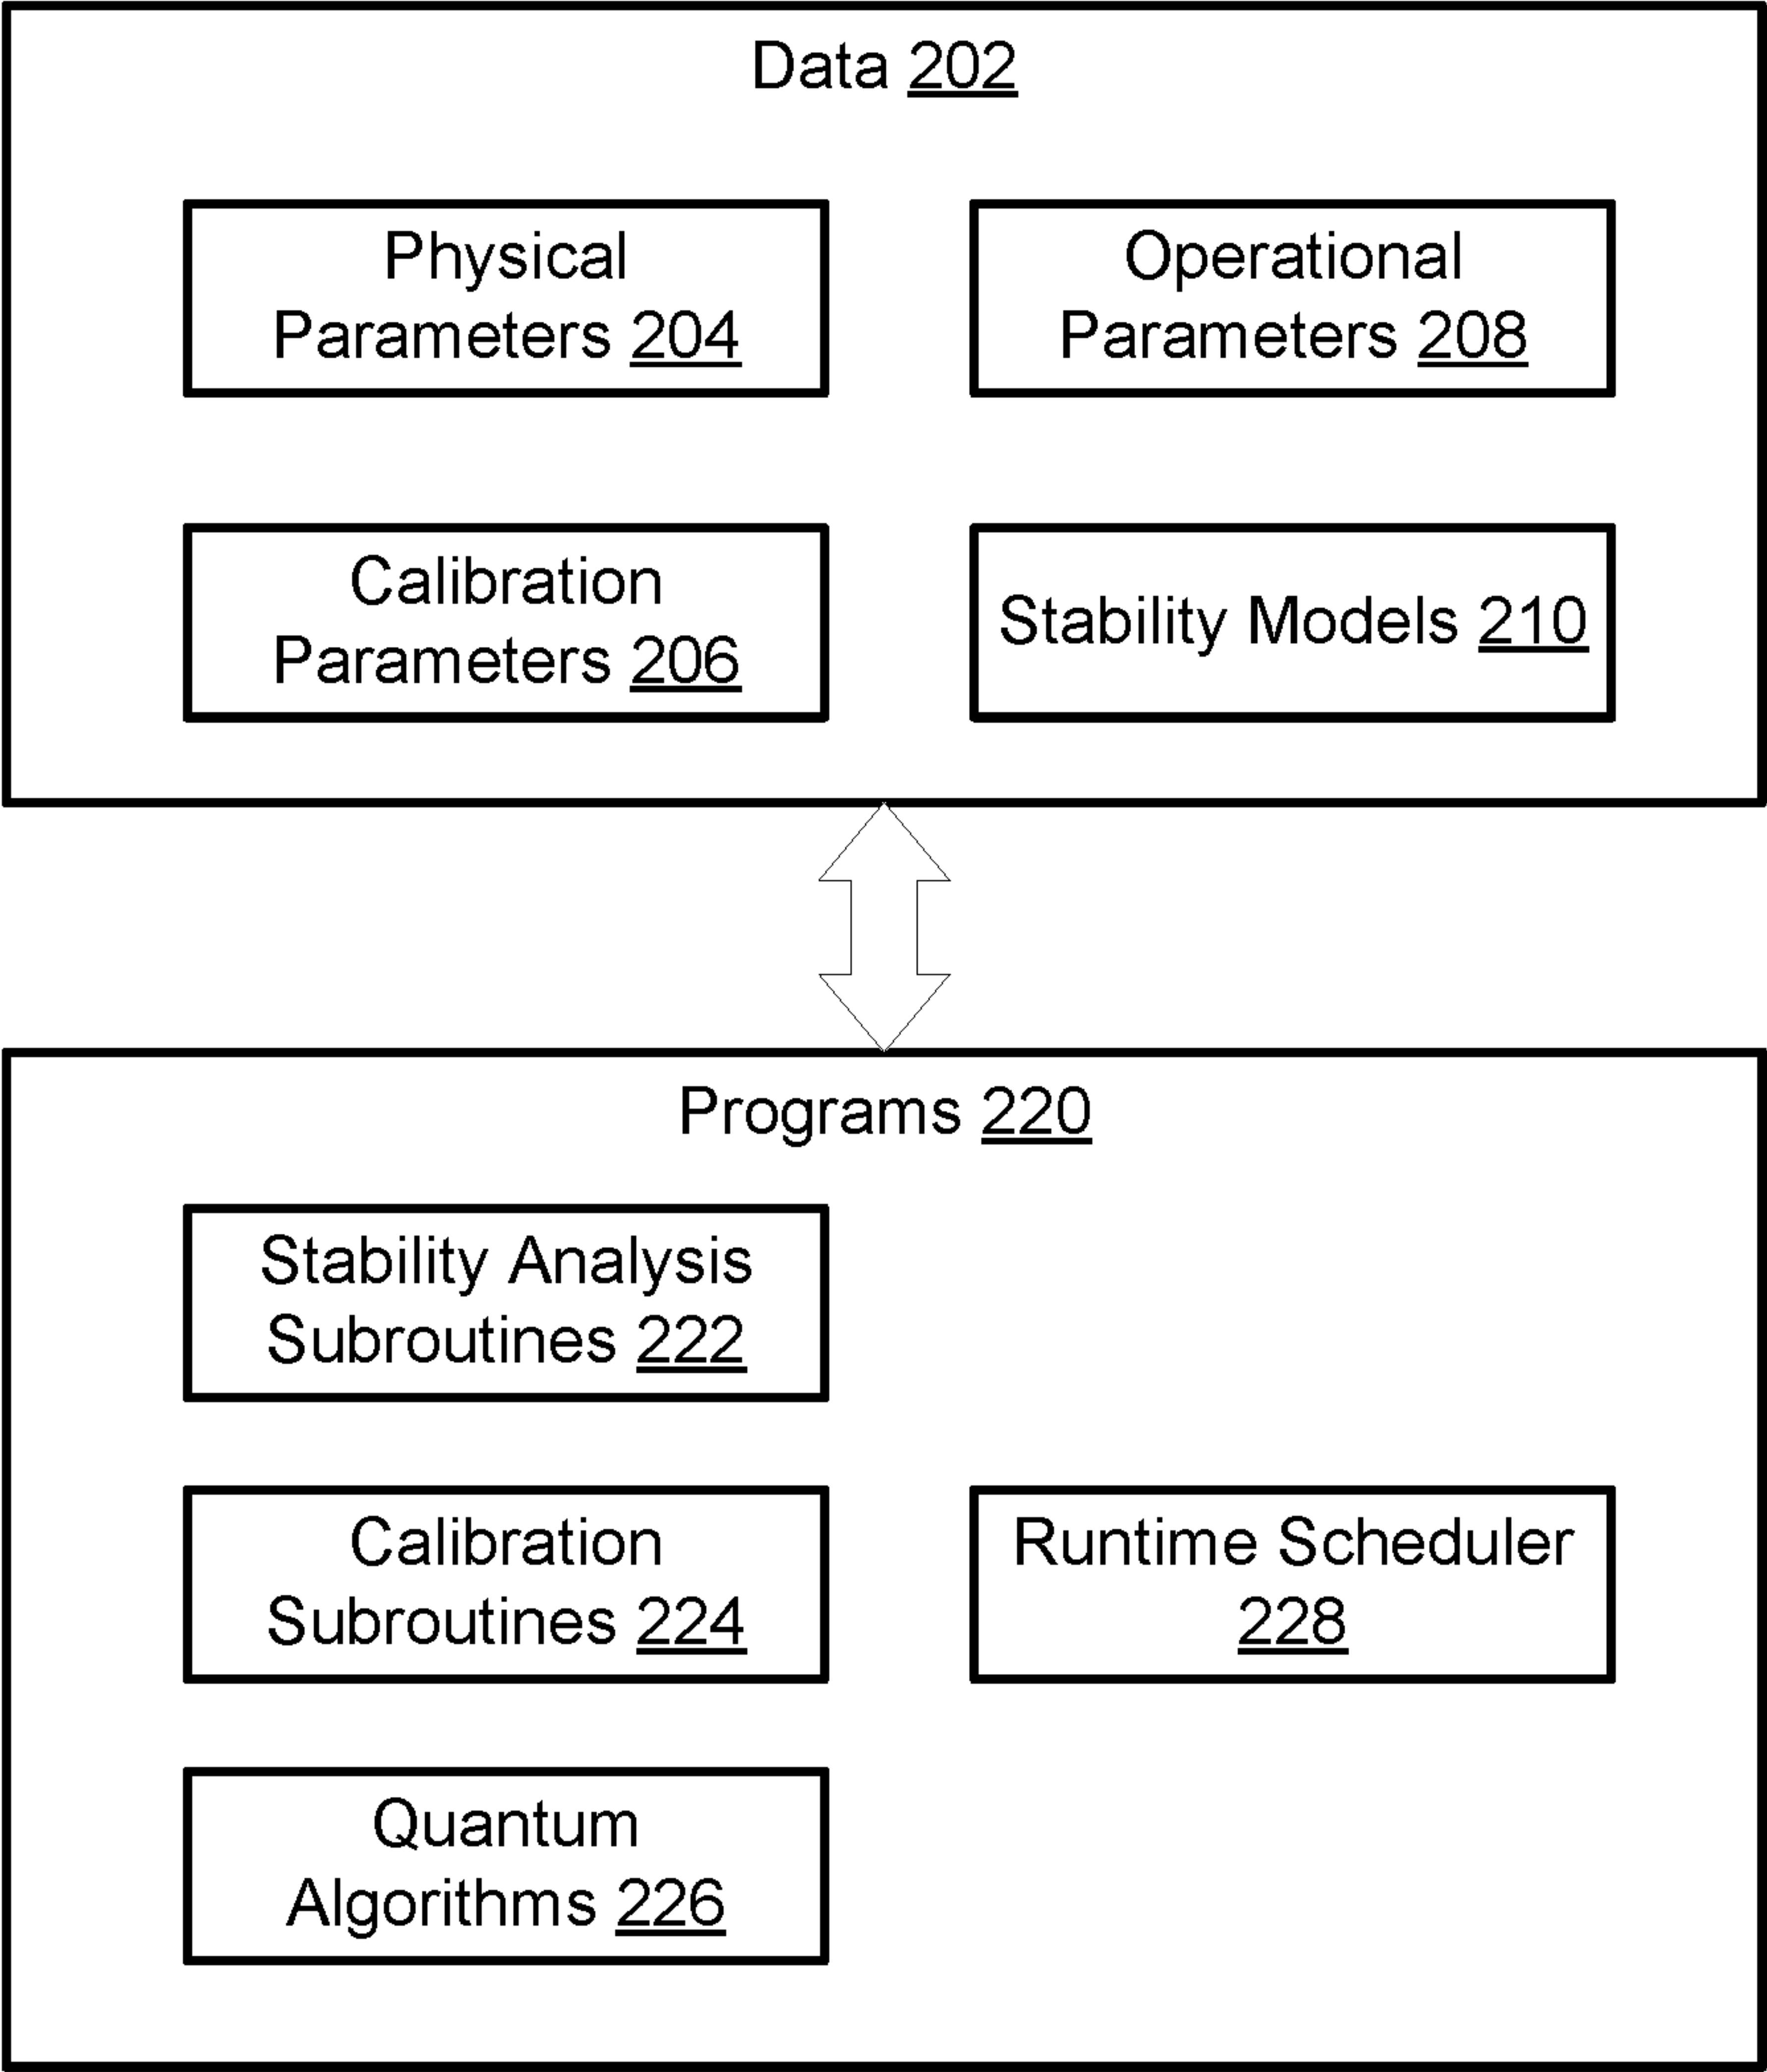 Data 202
Physical
Parameters 204
Operational
Parameters 208
Calibration
Parameters 206
Stability Models 210
Programs 220
Stability Analysis
Subroutines 222
Calibration
Subroutines 224
Runtime Scheduler
228
Quantum
Algorithms 226